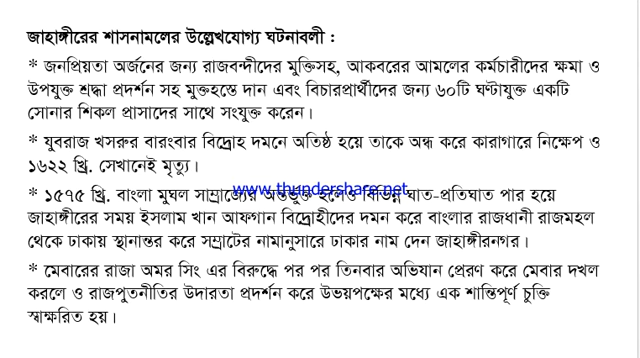 জাহাঙ্গীরের শাসনামলের উল্লেখযোগ্য ঘটনাবলী :
* জনপ্রিয়তা অর্জনের জন্য রাজবন্দীদের মুক্তিসহ, আকবরের আমলের কর্মচারীদের ক্ষমা ও
উপযুক্ত শ্রদ্ধা প্রদর্শন সহ মুক্তহস্তে দান এবং বিচারপ্রার্থীদের জন্য ৬০টি ঘণ্টাযুক্ত একটি
সোনার শিকল প্রাসাদের সাথে সংযুক্ত করেন।
* যুবরাজ খসরুর বারংবার বিদ্রোহ দমনে অতিষ্ঠ হয়ে তাকে অন্ধ করে কারাগারে নিক্ষেপ ও
১৬২২ খ্রি. সেখানেই মৃত্যু।
* ১৫৭৫ খ্রি. বাংলা মুঘল সাম্রাজ্যের অন্তর্ভুক্ত হলেও বিভিন্ন ঘাত-প্রতিঘাত পার হয়ে
www.thundershare.net
জাহাঙ্গীরের সময় ইসলাম খান আফগান বিদ্রোহীদের দমন করে বাংলার রাজধানী রাজমহল
থেকে ঢাকায় স্থানান্তর করে সম্রাটের নামানুসারে ঢাকার নাম দেন জাহাঙ্গীরনগর।
* মেবারের রাজা অমর সিং এর বিরুদ্ধে পর পর তিনবার অভিযান প্রেরণ করে মেবার দখল
করলে ও রাজপুতনীতির উদারতা প্রদর্শন করে উভয়পক্ষের মধ্যে এক শান্তিপূর্ণ চুক্তি
স্বাক্ষরিত হয়।